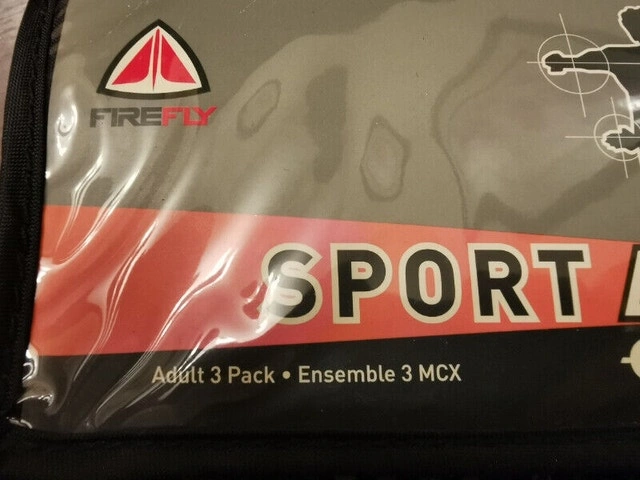 FIREFLY
SPORT
Adult 3 Pack • Ensemble 3 MCX